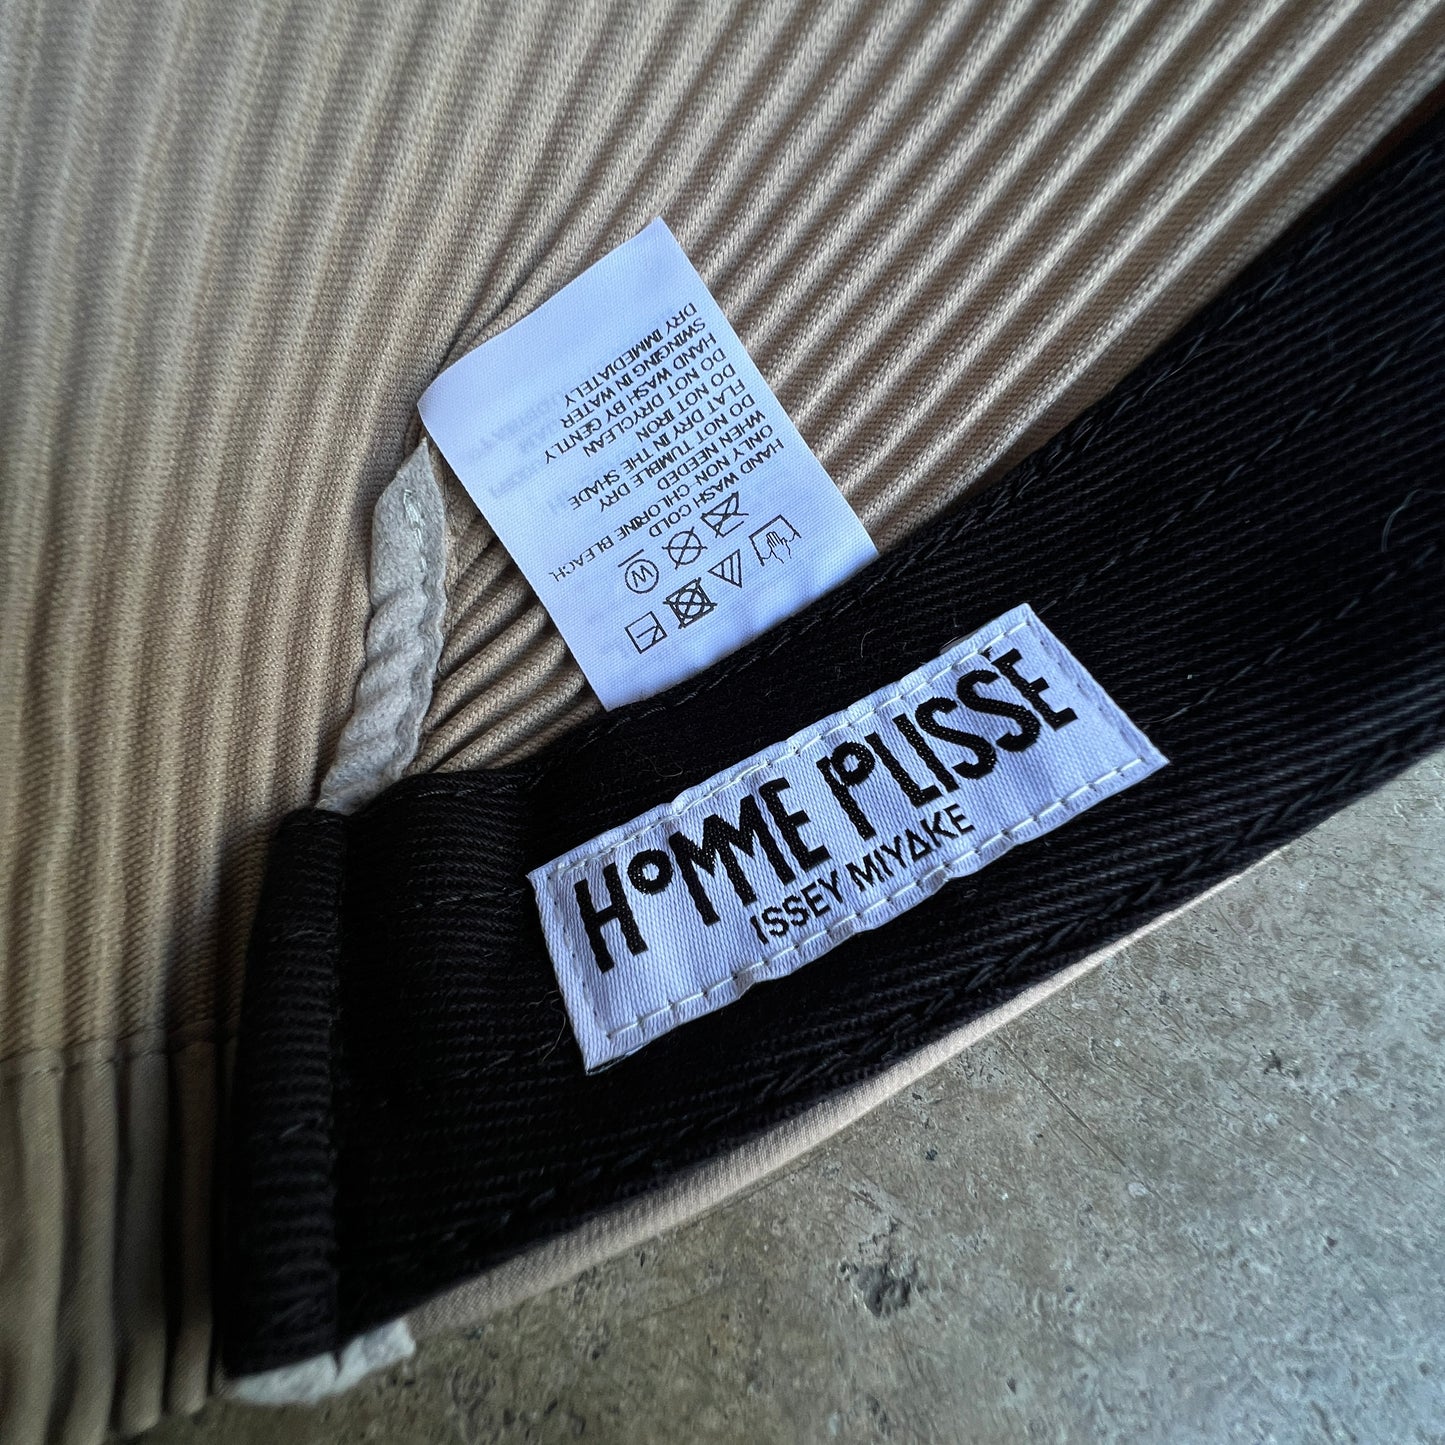 W
HAND WASH COLD
ONLY NON-CHLORINE BLEACH
WHEN NEEDED
DO NOT TUMBLE DRY
FLAT DRY IN THE SHADE
DO NOT IRON
DO NOT DRYCLEAN
HAND WASH BY GENTLY
SWINGING IN WATER
DRY IMMEDIATELY
HOMME PLISSE
ISSEY MIYAKE